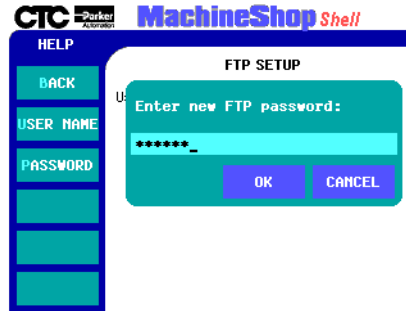 CTC Parker Automation MachineShop Shell
HELP
FTP SETUP
BACK
U
Enter new FTP password:
USER NAME
******_
PASSWORD
OK CANCEL